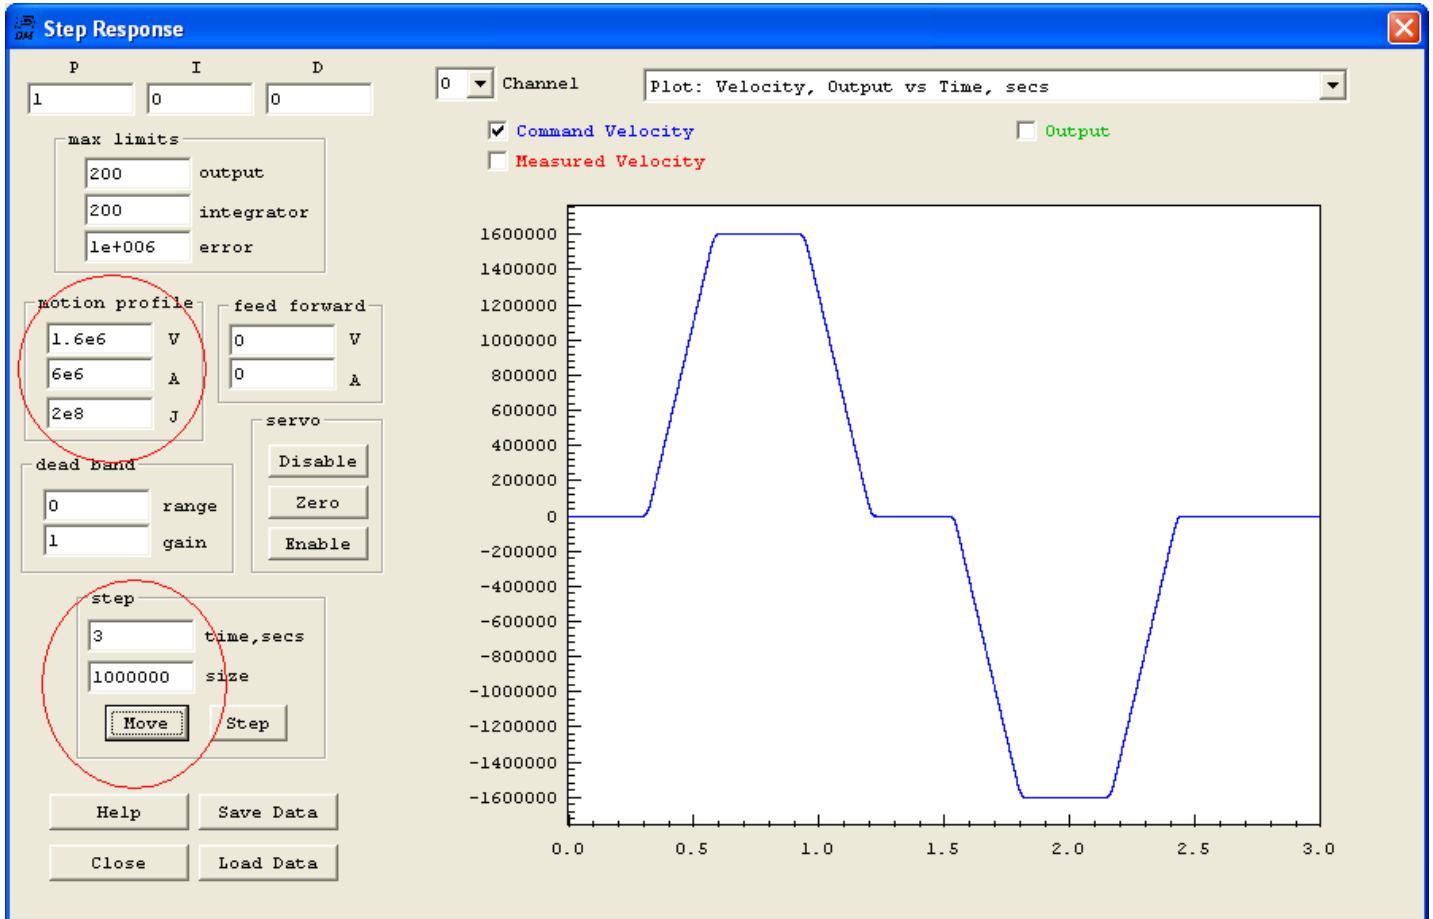 Step Response
P I D
1 0 0
0 Channel
Plot: Velocity, Output vs Time, secs
Command Velocity
Output
Measured Velocity
max limits
200 output
200 integrator
1e+006 error
motion profile
1.6e6 V
6e6 A
2e8 J
feed forward
0 V
0 A
servo
Disable
Zero
Enable
dead band
0 range
1 gain
step
3 time,secs
1000000 size
Move Step
Help Save Data
Close Load Data
1600000
1400000
1200000
1000000
800000
600000
400000
200000
0
-200000
-400000
-600000
-800000
-1000000
-1200000
-1400000
-1600000
0.0 0.5 1.0 1.5 2.0 2.5 3.0